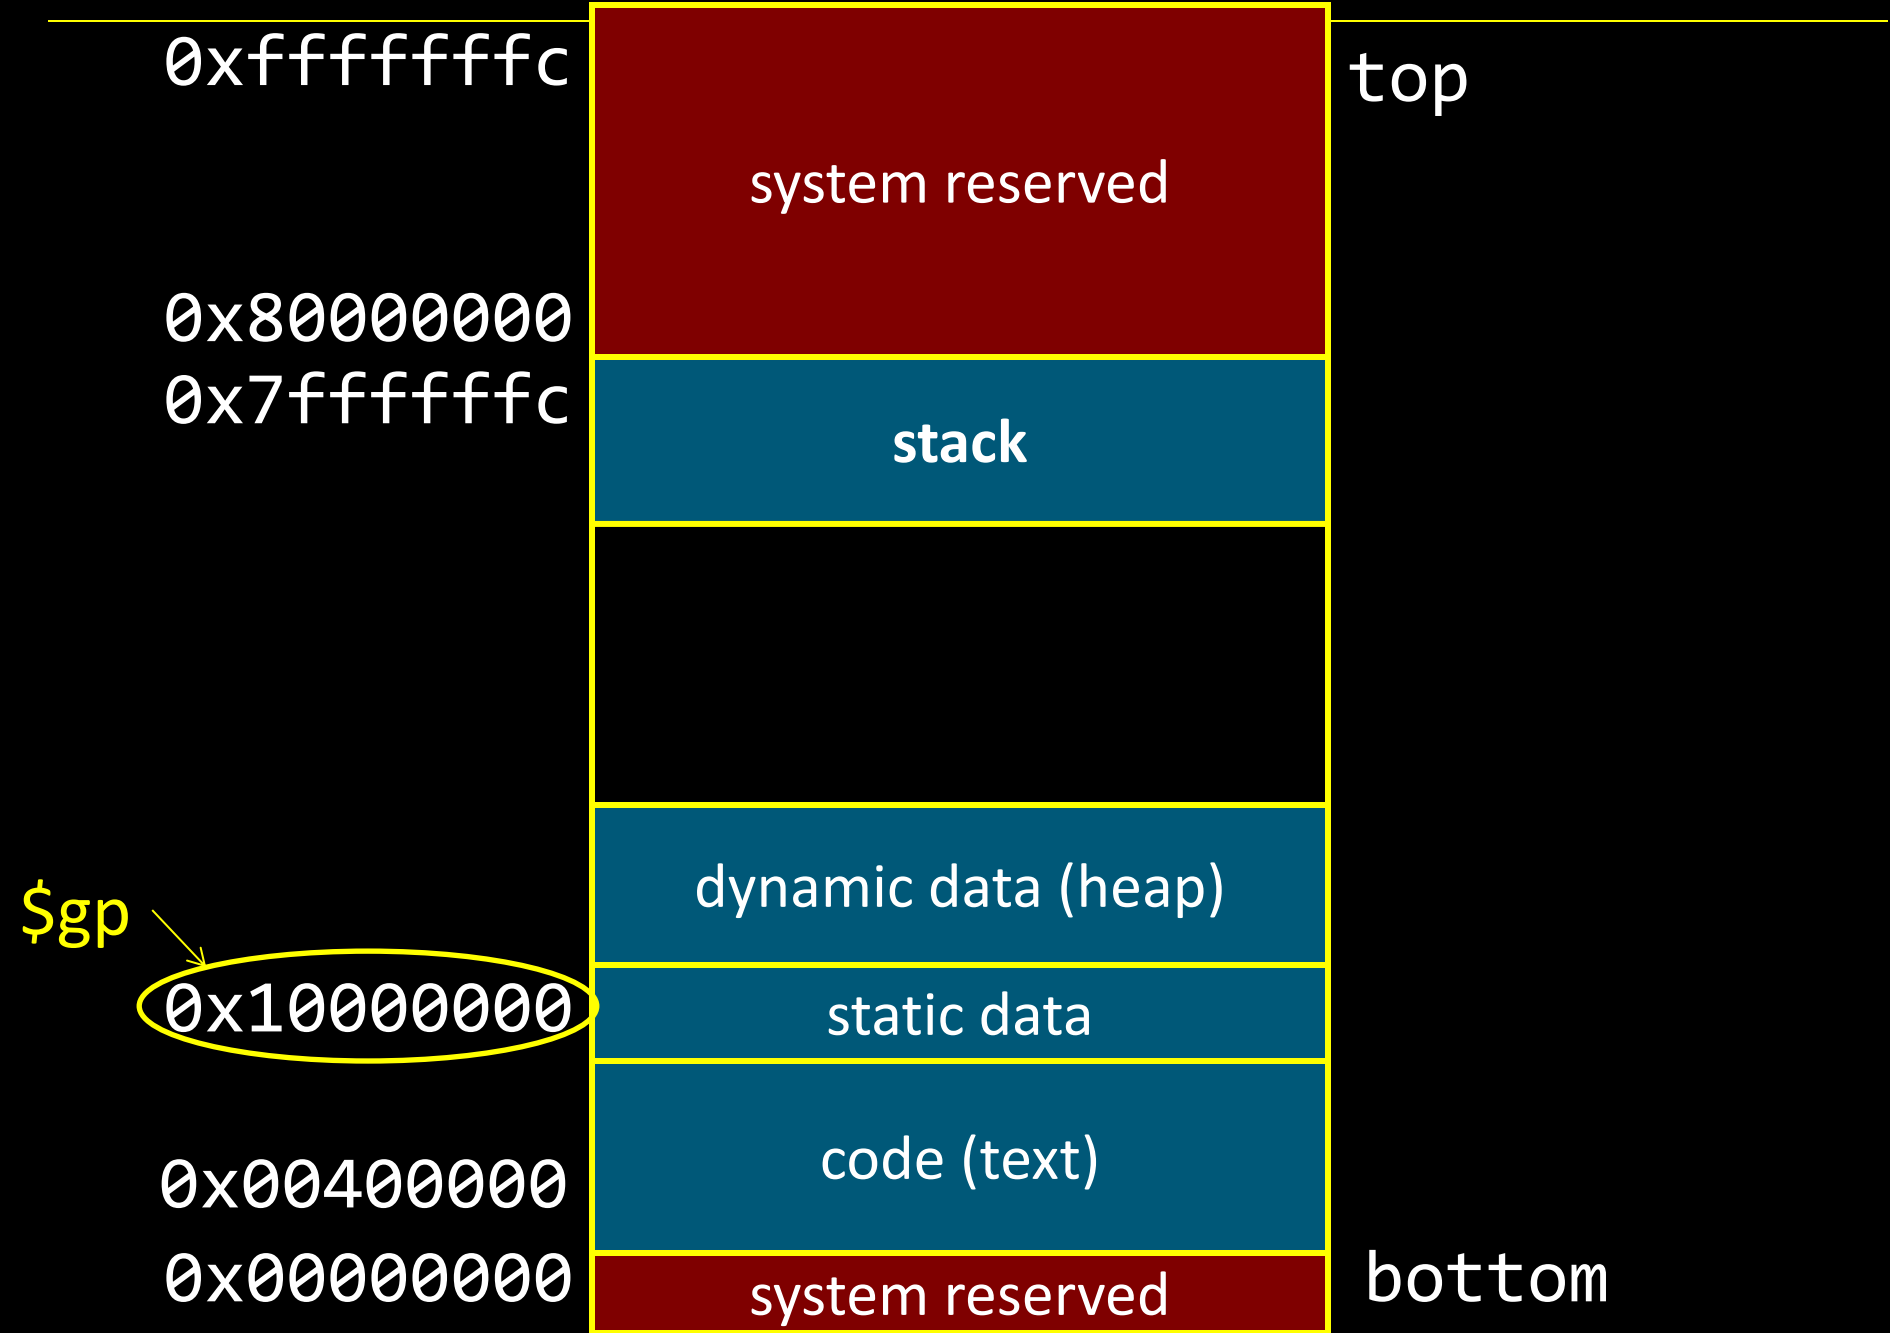 0xfffffffc
top
system reserved
0x80000000
0x7ffffffc
stack
dynamic data (heap)
$gp
0x10000000
static data
code (text)
0x00400000
0x00000000
system reserved
bottom